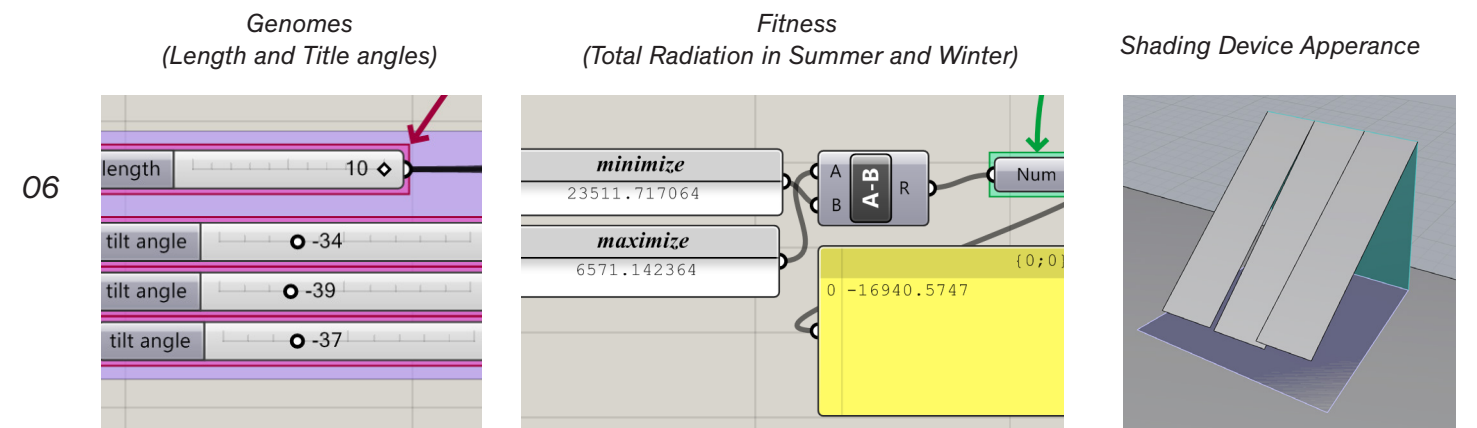 Genomes
(Length and Title angles)
Fitness
(Total Radiation in Summer and Winter)
Shading Device Apperance
06
length
10
tilt angle
-34
tilt angle
-39
tilt angle
-37
minimize
23511.717064
maximize
6571.142364
A
B
A-B
R
Num
{0;0}
0 -16940.5747